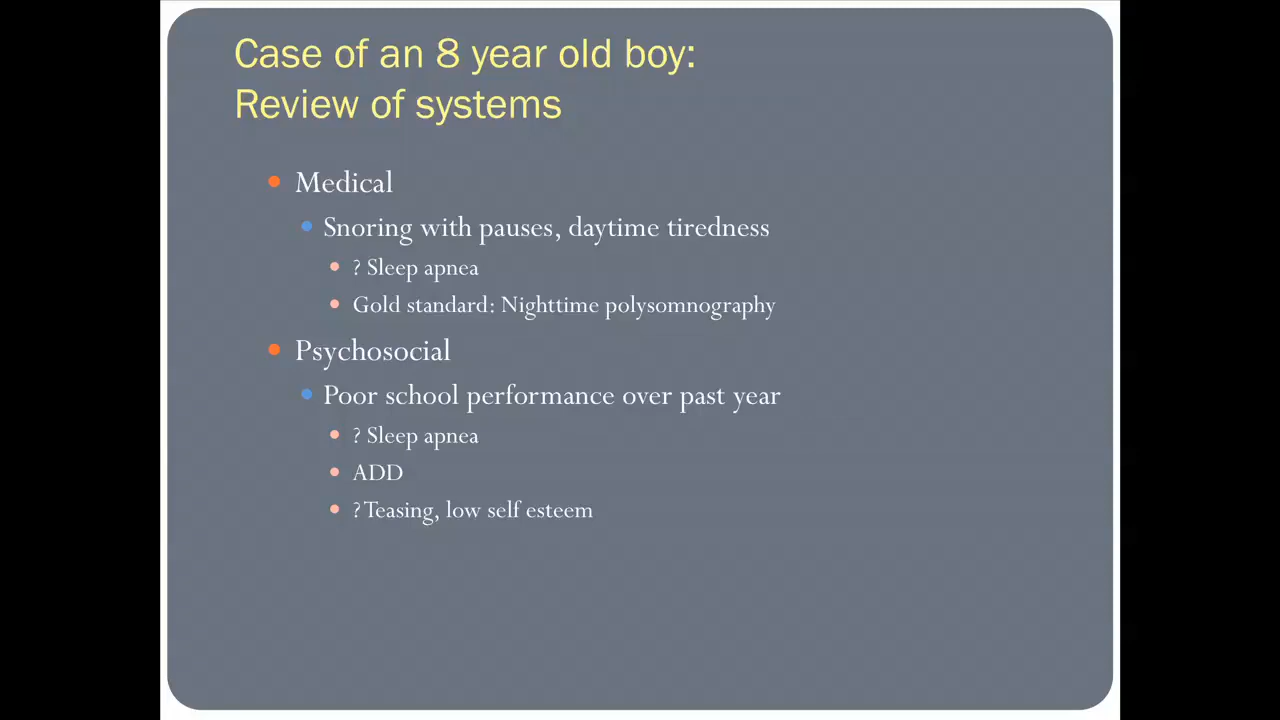 Case of an 8 year old boy:
Review of systems
Medical
Snoring with pauses, daytime tiredness
? Sleep apnea
Gold standard: Nighttime polysomnography
Psychosocial
Poor school performance over past year
? Sleep apnea
ADD
? Teasing, low self esteem